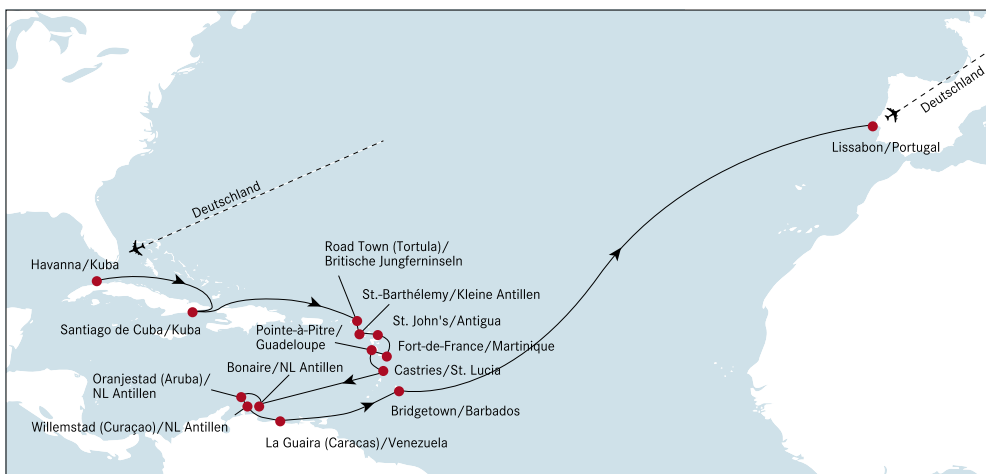 Deutschland
Lissabon/Portugal
Deutschland
Havanna/Kuba
Santiago de Cuba/Kuba
Road Town (Tortula)/
Britische Jungferninseln
St.-Barthélemy/Kleine Antillen
St. John's/Antigua
Pointe-à-Pitre/
Guadeloupe
Fort-de-France/Martinique
Castries/St. Lucia
Bonaire/NL Antillen
Oranjestad (Aruba)/
NL Antillen
Willemstad (Curaçao)/NL Antillen
Bridgetown/Barbados
La Guaira (Caracas)/Venezuela